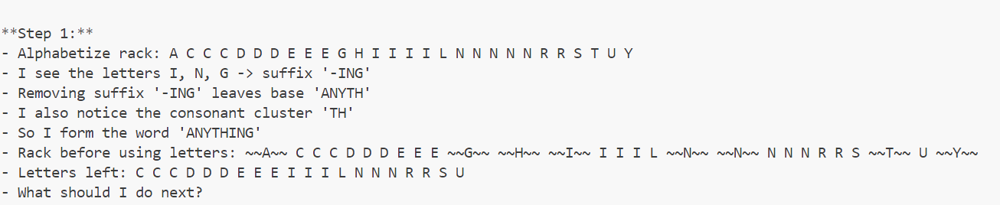 **Step 1:**
- Alphabetize rack: A C C C D D D E E E G H I I I I L N N N N N R R S T U Y
- I see the letters I, N, G -> suffix '-ING'
- Removing suffix '-ING' leaves base 'ANYTH'
- I also notice the consonant cluster 'TH'
- So I form the word 'ANYTHING'
- Rack before using letters: ~~A~~ C C C D D D E E E ~~G~~ ~~H~~ ~~I~~ I I I L ~~N~~ ~~N~~ N N N R R S ~~T~~ U ~~Y~~
- Letters left: C C C D D D E E E I I I L N N N R R S U
- What should I do next?